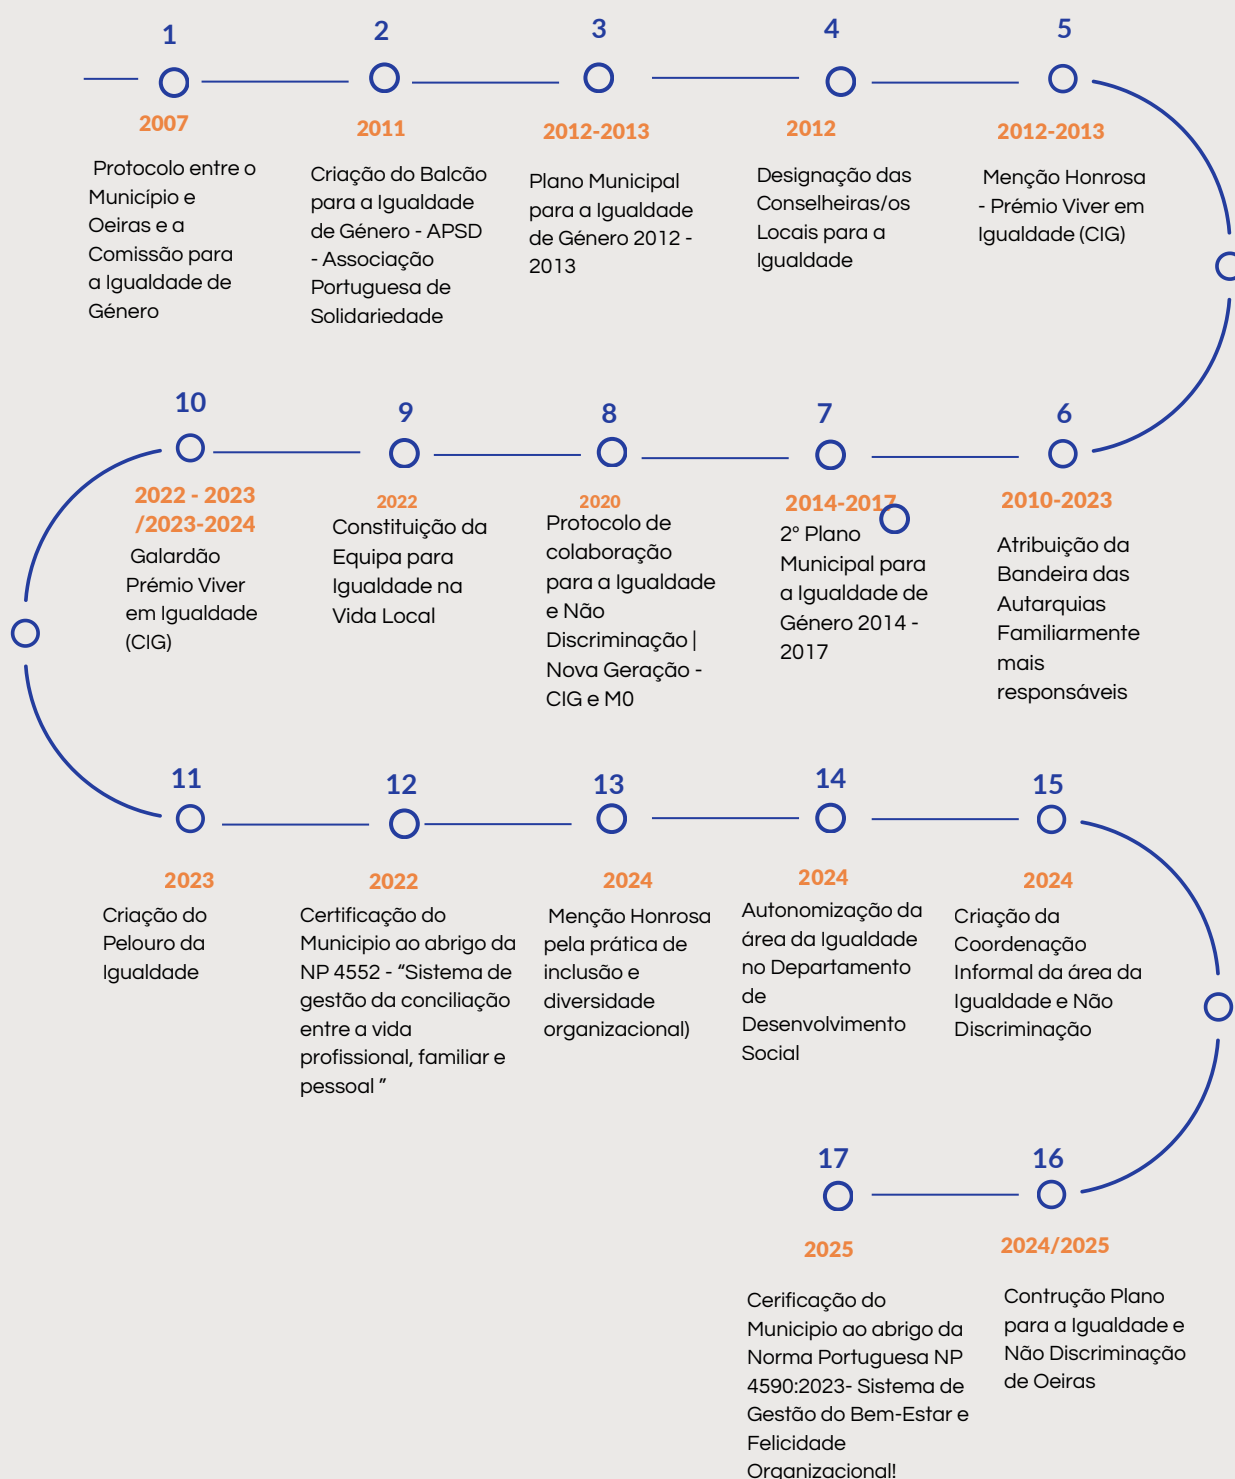 1
2007
Protocolo entre o
Município e
Oeiras e a
Comissão para
a Igualdade de
Género
2
2011
Criação do Balcão
para a Igualdade
de Género - APSD
- Associação
Portuguesa de
Solidariedade
3
2012-2013
Plano Municipal
para a Igualdade
de Género 2012 -
2013
4
2012
Designação das
Conselheiras/os
Locais para a
Igualdade
5
2012-2013
Menção Honrosa
- Prémio Viver em
Igualdade (CIG)
6
2010-2023
Atribuição da
Bandeira das
Autarquias
Familiarmente
mais
responsáveis
7
2014-2017
2º Plano
Municipal para
a Igualdade de
Género 2014 -
2017
8
2020
Protocolo de
colaboração
para a Igualdade
e Não
Discriminação |
Nova Geração -
CIG e M0
9
2022
Constituição da
Equipa para
Igualdade na
Vida Local
10
2022 - 2023
/2023-2024
Galardão
Prémio Viver
em Igualdade
(CIG)
11
2023
Criação do
Pelouro da
Igualdade
12
2022
Certificação do
Municipio ao abrigo da
NP 4552 - “Sistema de
gestão da conciliação
entre a vida
profissional, familiar e
pessoal ”
13
2024
Menção Honrosa
pela prática de
inclusão e
diversidade
organizacional)
14
2024
Autonomização da
área da Igualdade
no Departamento
de
Desenvolvimento
Social
15
2024
Criação da
Coordenação
Informal da área da
Igualdade e Não
Discriminação
16
2024/2025
Contrução Plano
para a Igualdade e
Não Discriminação
de Oeiras
17
2025
Cerificação do
Municipio ao abrigo da
Norma Portuguesa NP
4590:2023- Sistema de
Gestão do Bem-Estar e
Felicidade
Organizacional!